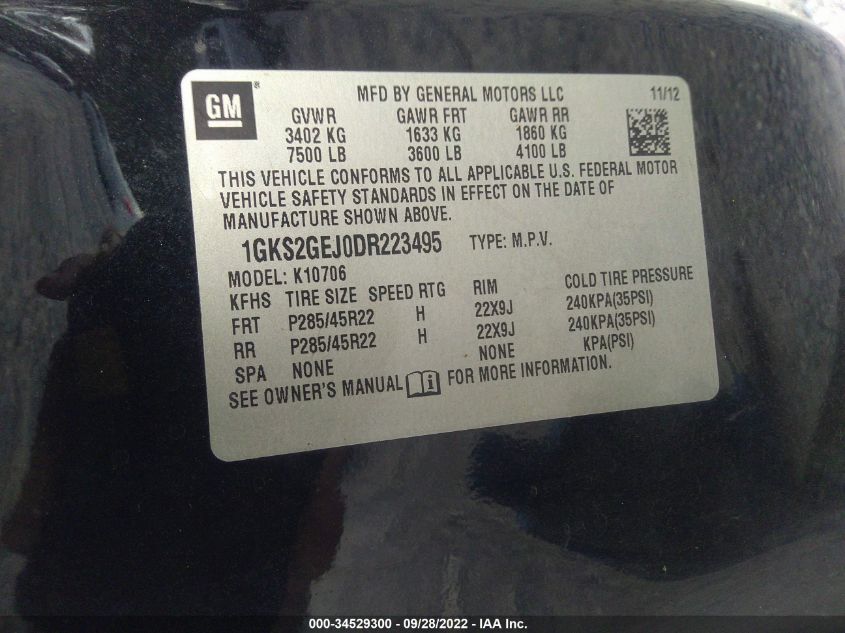 GM ®
MFD BY GENERAL MOTORS LLC 11/12
GVWR GAWR FRT GAWR RR
3402 KG 1633 KG 1860 KG
7500 LB 3600 LB 4100 LB
THIS VEHICLE CONFORMS TO ALL APPLICABLE U.S. FEDERAL MOTOR
VEHICLE SAFETY STANDARDS IN EFFECT ON THE DATE OF
MANUFACTURE SHOWN ABOVE.
1GKS2GEJ0DR223495 TYPE: M.P.V.
MODEL: K10706
KFHS TIRE SIZE SPEED RTG RIM COLD TIRE PRESSURE
FRT P285/45R22 H 22X9J 240KPA(35PSI)
RR P285/45R22 H 22X9J 240KPA(35PSI)
SPA NONE NONE KPA(PSI)
SEE OWNER'S MANUAL i FOR MORE INFORMATION.
000-34529300 - 09/28/2022 - IAA Inc.